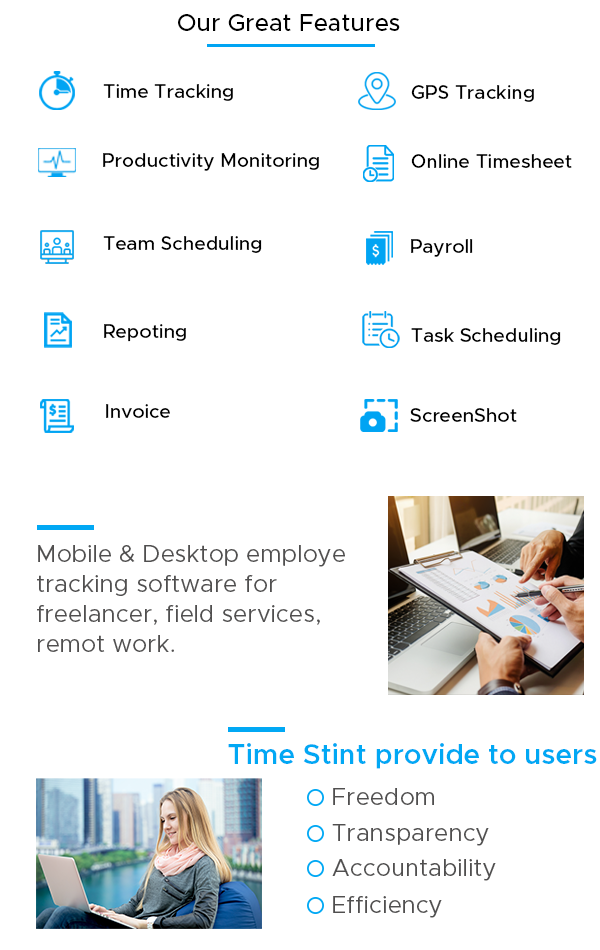 Our Great Features
Time Tracking
GPS Tracking
Productivity Monitoring
Online Timesheet
Team Scheduling
Payroll
Repoting
Task Scheduling
Invoice
ScreenShot
Mobile & Desktop employe
tracking software for
freelancer, field services,
remot work.
Time Stint provide to users
Freedom
Transparency
Accountability
Efficiency